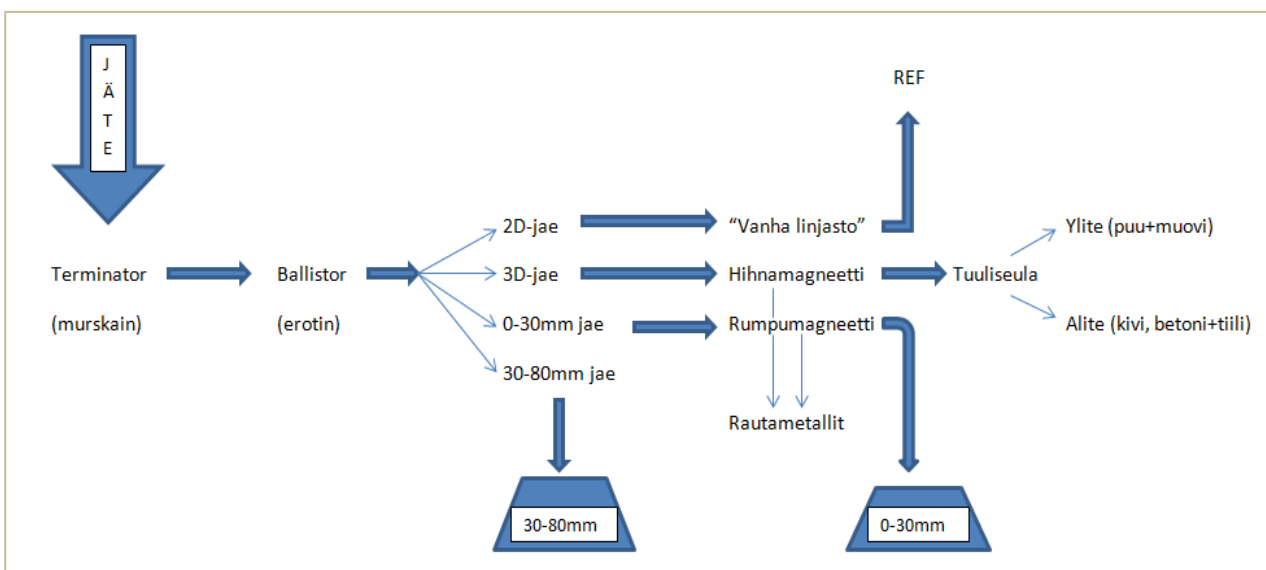 JÄTE
REF
2D-jae
"Vanha linjasto"
Ylite (puu+muovi)
Terminator
Ballistor
3D-jae
Hihnamagneetti
Tuuliseula
(murskain)
(erotin)
0-30mm jae
Rumpumagneetti
Alite (kivi, betoni+tiili)
30-80mm jae
Rautametallit
30-80mm
0-30mm